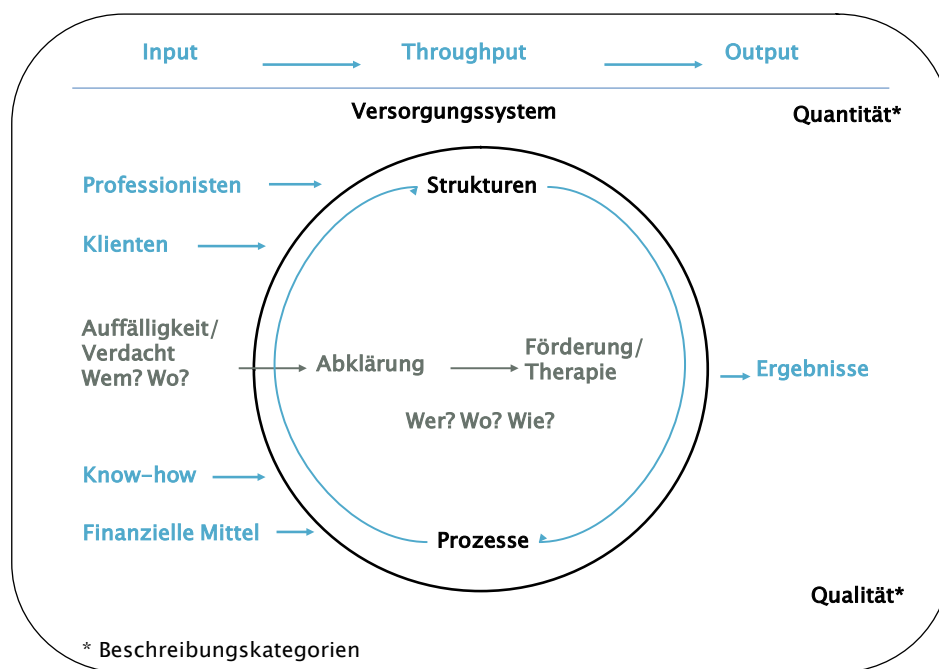 Input
Throughput
Output
Versorgungssystem
Quantität*
Professionisten
Strukturen
Klienten
Auffälligkeit/
Verdacht
Wem? Wo?
Abklärung
Förderung/
Therapie
Ergebnisse
Wer? Wo? Wie?
Know-how
Finanzielle Mittel
Prozesse
Qualität*
* Beschreibungskategorien